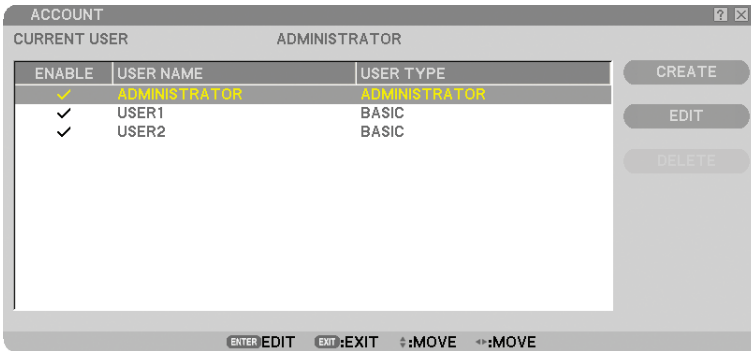 ACCOUNT ? X
CURRENT USER ADMINISTRATOR
ENABLE USER NAME USER TYPE CREATE
ADMINISTRATOR ADMINISTRATOR
USER1 BASIC EDIT
USER2 BASIC
DELETE
ENTER EDIT EXIT :EXIT :MOVE :MOVE